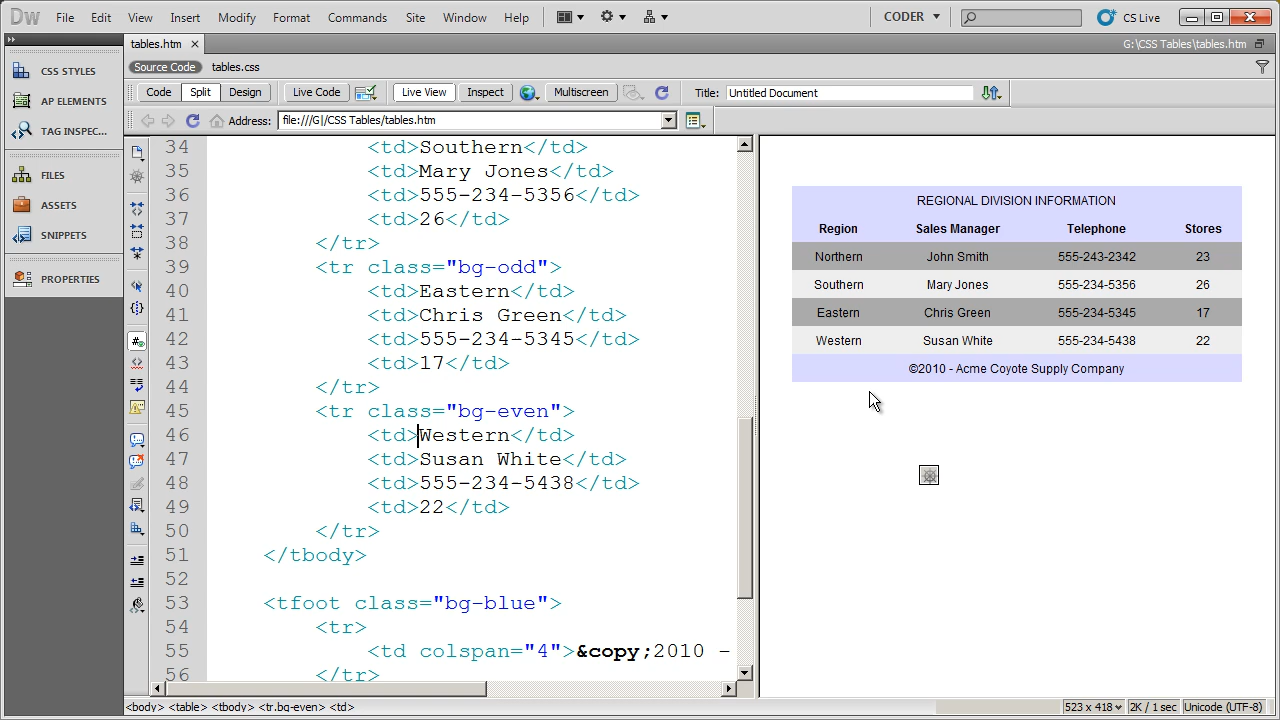 Dw File Edit View Insert Modify Format Commands Site Window Help CODER CS Live
tables.htm G:\CSS Tables\tables.htm
Source Code tables.css
Code Split Design Live Code Live View Inspect Multiscreen Title: Untitled Document
Address: file:///G|/CSS Tables/tables.htm
CSS STYLES
AP ELEMENTS
TAG INSPEC...
FILES
ASSETS
SNIPPETS
PROPERTIES
34 <td>Southern</td>
35 <td>Mary Jones</td>
36 <td>555-234-5356</td>
37 <td>26</td>
38 </tr>
39 <tr class="bg-odd">
40 <td>Eastern</td>
41 <td>Chris Green</td>
42 <td>555-234-5345</td>
43 <td>17</td>
44 </tr>
45 <tr class="bg-even">
46 <td>Western</td>
47 <td>Susan White</td>
48 <td>555-234-5438</td>
49 <td>22</td>
50 </tr>
51 </tbody>
52
53 <tfoot class="bg-blue">
54 <tr>
55 <td colspan="4">&copy;2010 -
56 </tr>
REGIONAL DIVISION INFORMATION
Region Sales Manager Telephone Stores
Northern John Smith 555-243-2342 23
Southern Mary Jones 555-234-5356 26
Eastern Chris Green 555-234-5345 17
Western Susan White 555-234-5438 22
©2010 - Acme Coyote Supply Company
<body> <table> <tbody> <tr.bg-even> <td> 523 x 418 2K / 1 sec Unicode (UTF-8)